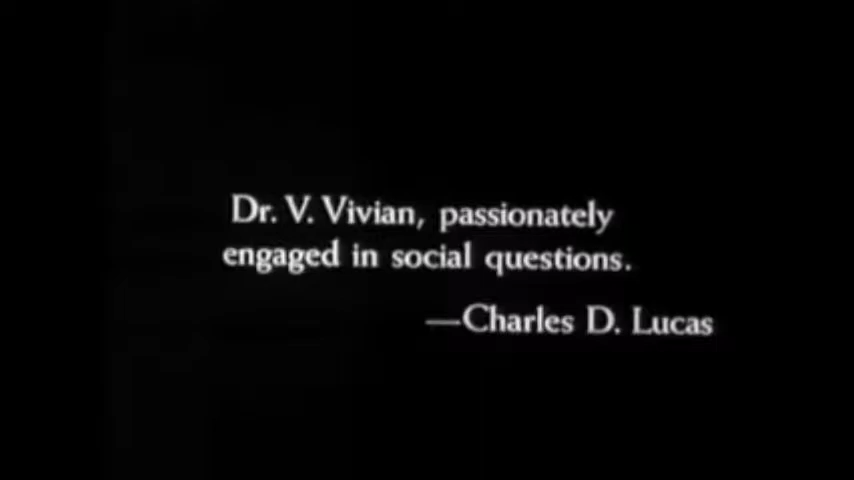 Dr. V. Vivian, passionately
engaged in social questions.
—Charles D. Lucas